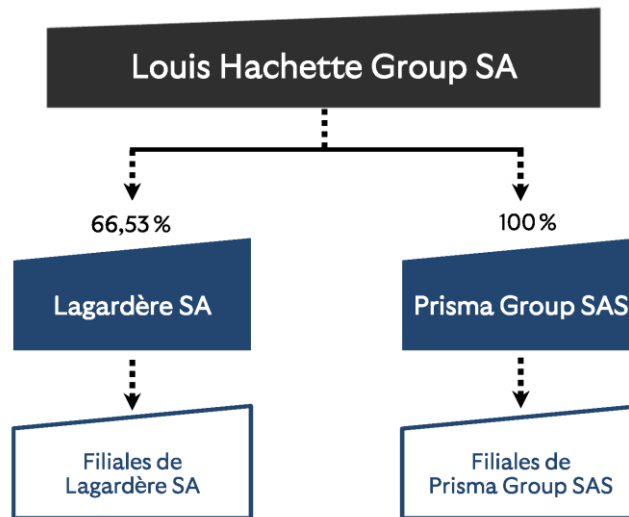 Louis Hachette Group SA
66,53 %
100 %
Lagardère SA
Prisma Group SAS
Filiales de
Lagardère SA
Filiales de
Prisma Group SAS